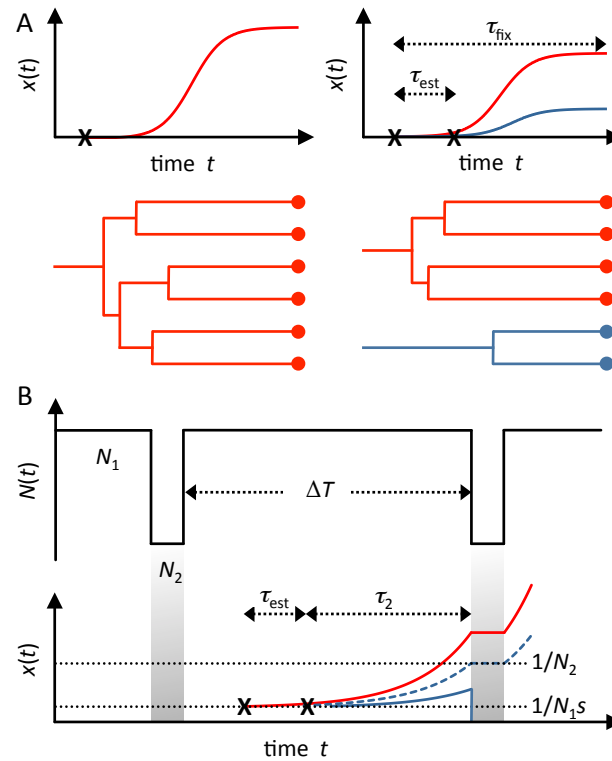 A
x(t)
time t
x(t)
τfix
τest
time t
B
N(t)
N1
N2
ΔT
x(t)
τest
τ2
1/N2
1/N1s
time t